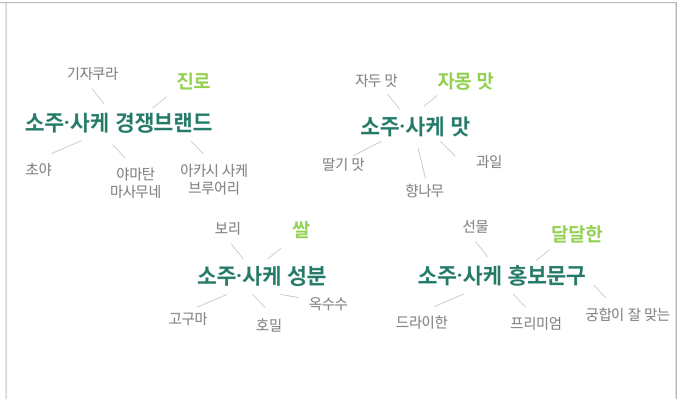 기자쿠라
진로
소주·사케 경쟁브랜드
초야
야마탄
마사무네
아카시 사케
브루어리
자두 맛
자몽 맛
소주·사케 맛
딸기 맛
향나무
과일
보리
쌀
소주·사케 성분
고구마
호밀
옥수수
선물
달달한
소주·사케 홍보문구
드라이한
프리미엄
궁합이 잘 맞는